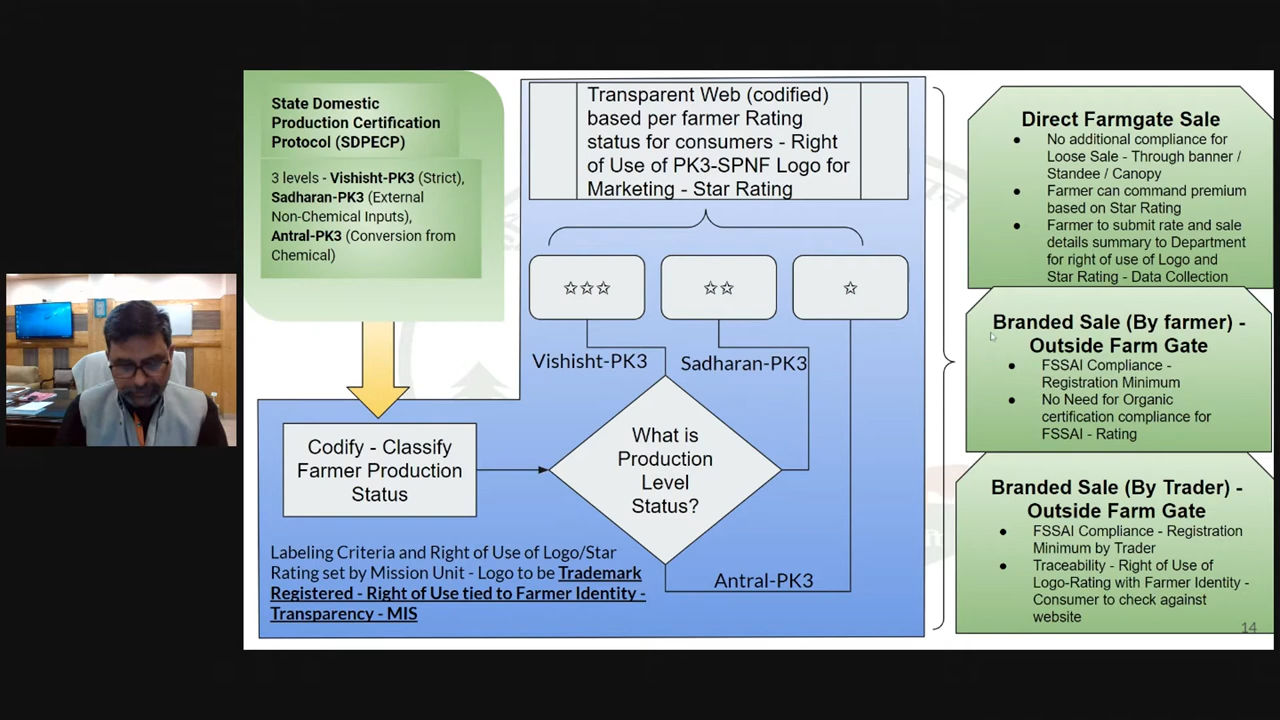 State Domestic
Production Certification
Protocol (SDPECP)
3 levels - Vishisht-PK3 (Strict),
Sadharan-PK3 (External
Non-Chemical Inputs),
Antral-PK3 (Conversion from
Chemical)
Transparent Web (codified)
based per farmer Rating
status for consumers - Right
of Use of PK3-SPNF Logo for
Marketing - Star Rating
☆☆☆
☆☆
☆
Vishisht-PK3
Sadharan-PK3
Codify - Classify
Farmer Production
Status
What is
Production
Level
Status?
Antral-PK3
Labeling Criteria and Right of Use of Logo/Star
Rating set by Mission Unit - Logo to be Trademark
Registered - Right of Use tied to Farmer Identity -
Transparency - MIS
Direct Farmgate Sale
● No additional compliance for
Loose Sale - Through banner /
Standee / Canopy
● Farmer can command premium
based on Star Rating
● Farmer to submit rate and sale
details summary to Department
for right of use of Logo and
Star Rating - Data Collection
Branded Sale (By farmer) -
Outside Farm Gate
● FSSAI Compliance -
Registration Minimum
● No Need for Organic
certification compliance for
FSSAI - Rating
Branded Sale (By Trader) -
Outside Farm Gate
● FSSAI Compliance - Registration
Minimum by Trader
● Traceability - Right of Use of
Logo-Rating with Farmer Identity -
Consumer to check against
website
14